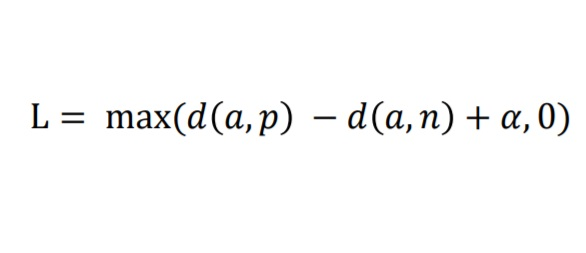 L = max(d(a,p) − d(a,n) + α, 0)